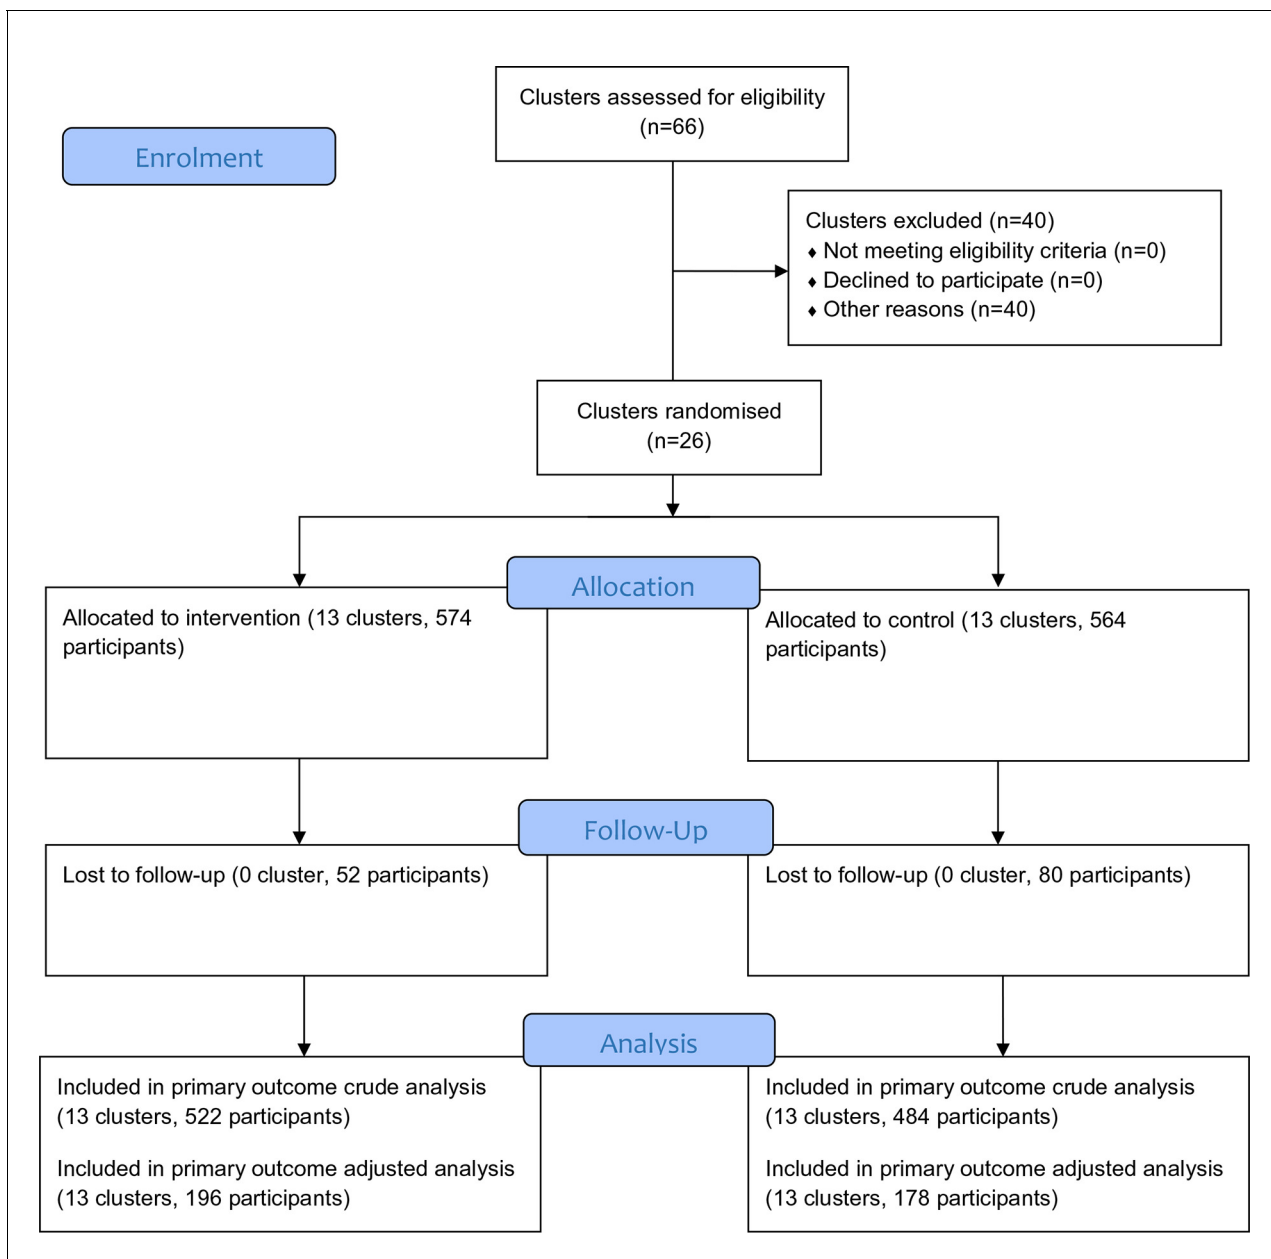 Clusters assessed for eligibility
(n=66)
Enrolment
Clusters excluded (n=40)
♦ Not meeting eligibility criteria (n=0)
♦ Declined to participate (n=0)
♦ Other reasons (n=40)
Clusters randomised
(n=26)
Allocation
Allocated to intervention (13 clusters, 574
participants)
Allocated to control (13 clusters, 564
participants)
Follow-Up
Lost to follow-up (0 cluster, 52 participants)
Lost to follow-up (0 cluster, 80 participants)
Analysis
Included in primary outcome crude analysis
(13 clusters, 522 participants)
Included in primary outcome adjusted analysis
(13 clusters, 196 participants)
Included in primary outcome crude analysis
(13 clusters, 484 participants)
Included in primary outcome adjusted analysis
(13 clusters, 178 participants)